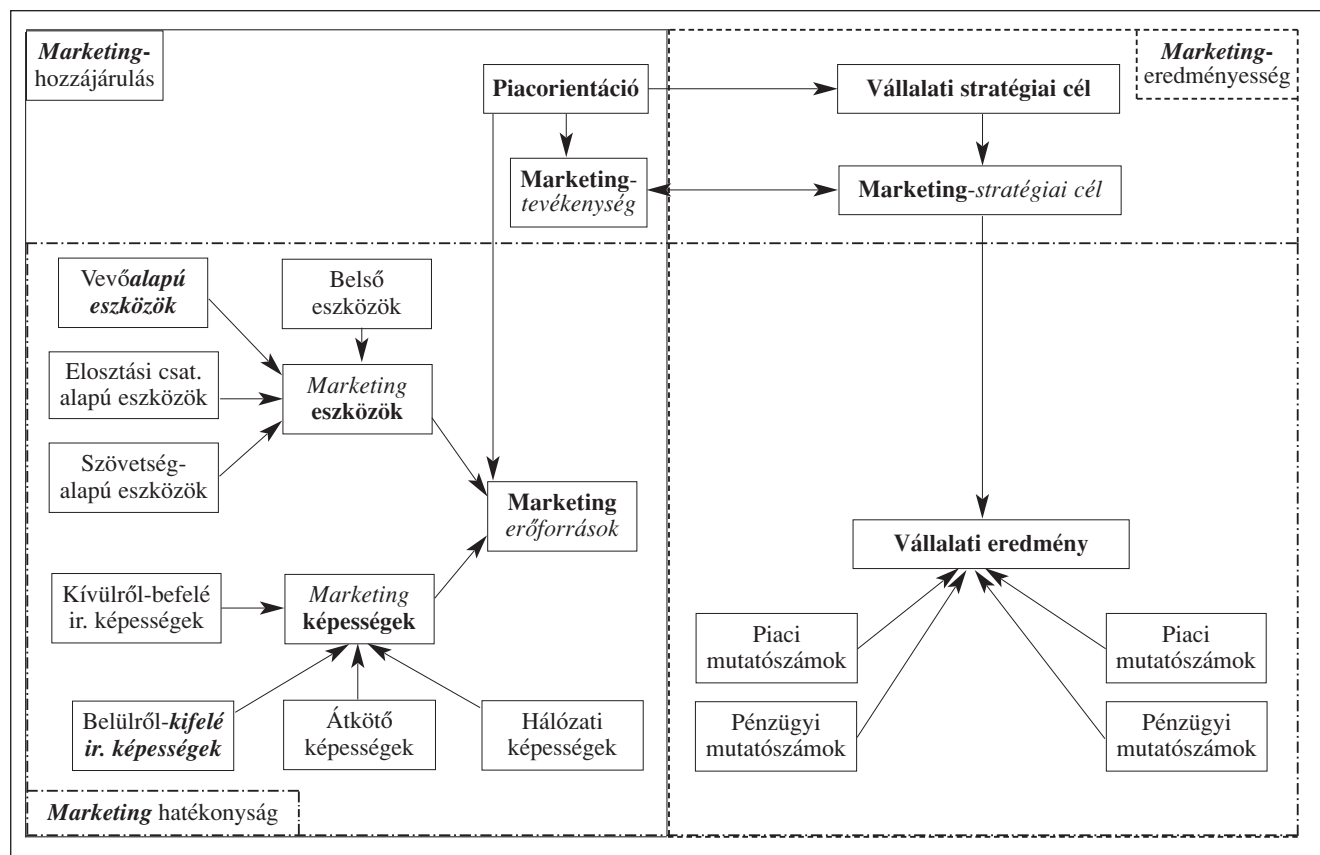 Marketing-
hozzájárulás
Marketing-
eredményesség
Piacorientáció
Vállalati stratégiai cél
Marketing-
tevékenység
Marketing-stratégiai cél
Vevőalapú
eszközök
Belső
eszközök
Elosztási csat.
alapú eszközök
Marketing
eszközök
Szövetség-
alapú eszközök
Marketing
erőforrások
Vállalati eredmény
Kívülről-befelé
ir. képességek
Marketing
képességek
Piaci
mutatószámok
Piaci
mutatószámok
Belülről-kifelé
ir. képességek
Átkötő
képességek
Hálózati
képességek
Pénzügyi
mutatószámok
Pénzügyi
mutatószámok
Marketing hatékonyság